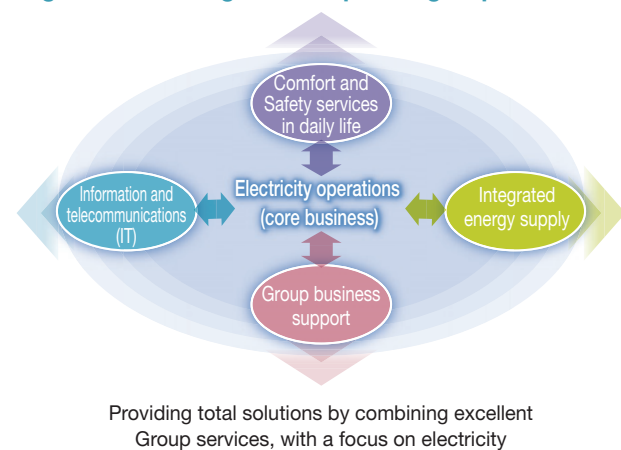 Comfort and
Safety services
in daily life
Information and
telecommunications
(IT)
Electricity operations
(core business)
Integrated
energy supply
Group business
support
Providing total solutions by combining excellent
Group services, with a focus on electricity